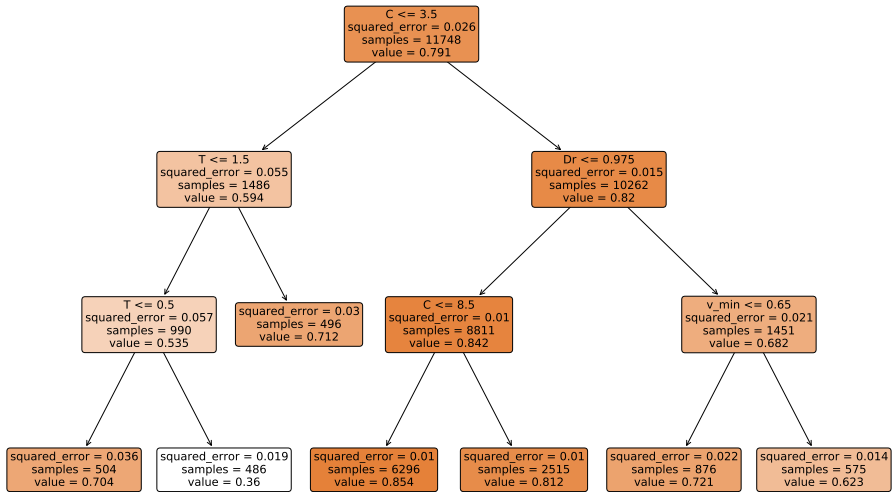 C <= 3.5
squared_error = 0.026
samples = 11748
value = 0.791
T <= 1.5
squared_error = 0.055
samples = 1486
value = 0.594
Dr <= 0.975
squared_error = 0.015
samples = 10262
value = 0.82
T <= 0.5
squared_error = 0.057
samples = 990
value = 0.535
squared_error = 0.03
samples = 496
value = 0.712
C <= 8.5
squared_error = 0.01
samples = 8811
value = 0.842
v_min <= 0.65
squared_error = 0.021
samples = 1451
value = 0.682
squared_error = 0.036
samples = 504
value = 0.704
squared_error = 0.019
samples = 486
value = 0.36
squared_error = 0.01
samples = 6296
value = 0.854
squared_error = 0.01
samples = 2515
value = 0.812
squared_error = 0.022
samples = 876
value = 0.721
squared_error = 0.014
samples = 575
value = 0.623